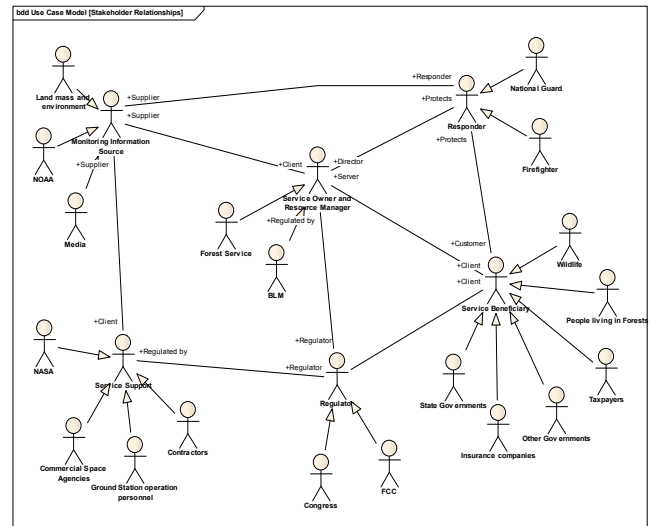 bdd Use Case Model [Stakeholder Relationships]
Land mass and
environment
+Supplier
+Supplier
Monitoring Information
Source
+Supplier
NOAA
Media
+Responder
+Protects
Responder
+Protects
National Guard
Firefighter
+Client
+Director
+Server
Service Owner and
Resource Manager
+Regulated by
Forest Service
BLM
+Customer
+Client
+Client
Service Beneficiary
Wildlife
People living in Forests
Taxpayers
State Governments
Insurance companies
Other Governments
+Client
+Regulated by
Service Support
NASA
Commercial Space
Agencies
Ground Station operation
personnel
Contractors
+Regulator
+Regulator
Regulator
Congress
FCC